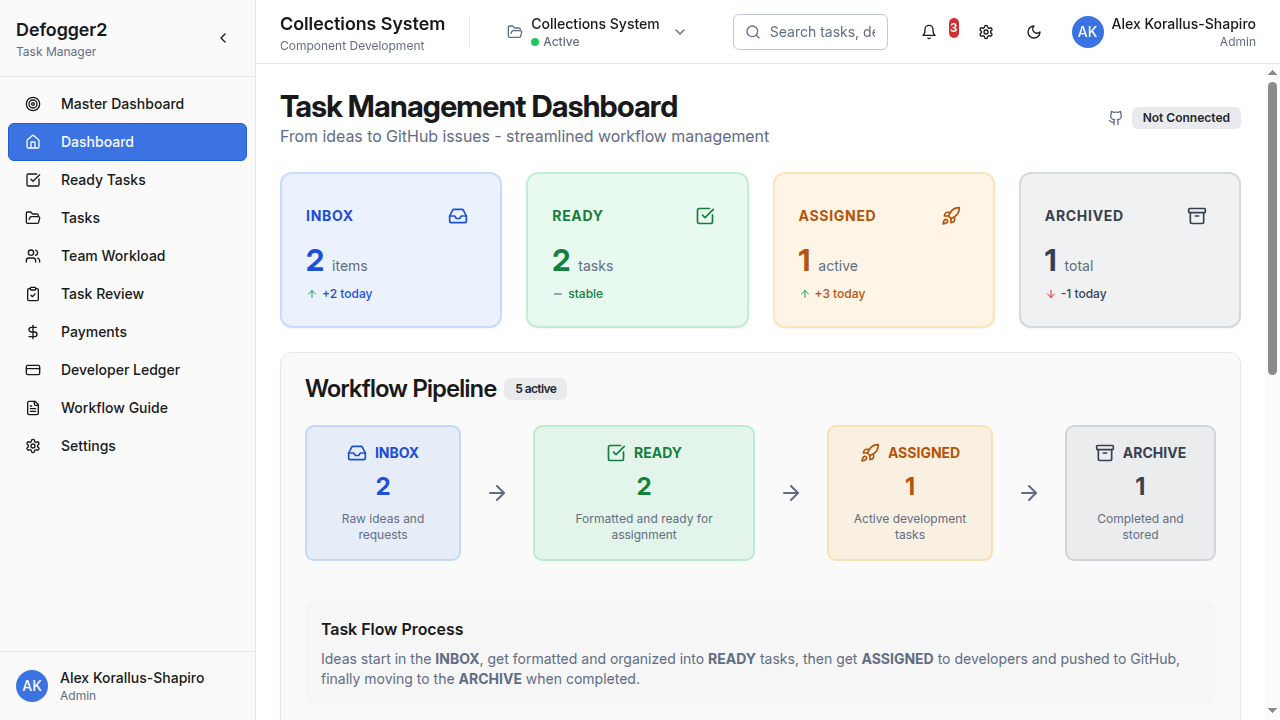 Defogger2
Task Manager
Master Dashboard
Dashboard
Ready Tasks
Tasks
Team Workload
Task Review
Payments
Developer Ledger
Workflow Guide
Settings
AK
Alex Korallus-Shapiro
Admin
Collections System
Component Development
Collections System
Active
Search tasks, de
3
AK
Alex Korallus-Shapiro
Admin
Task Management Dashboard
From ideas to GitHub issues - streamlined workflow management
Not Connected
INBOX
2 items
+2 today
READY
2 tasks
stable
ASSIGNED
1 active
+3 today
ARCHIVED
1 total
-1 today
Workflow Pipeline
5 active
INBOX
2
Raw ideas and
requests
READY
2
Formatted and ready for
assignment
ASSIGNED
1
Active development
tasks
ARCHIVE
1
Completed and
stored
Task Flow Process
Ideas start in the INBOX, get formatted and organized into READY tasks, then get ASSIGNED to developers and pushed to GitHub,
finally moving to the ARCHIVE when completed.